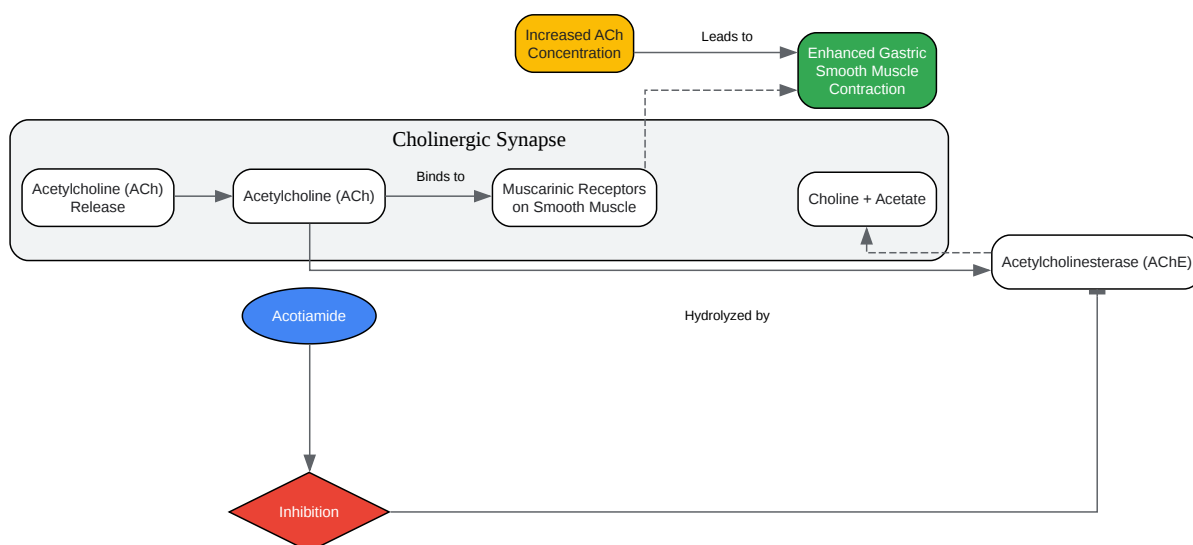 Increased ACh
Concentration
Leads to
Enhanced Gastric
Smooth Muscle
Contraction
Cholinergic Synapse
Acetylcholine (ACh)
Release
Acetylcholine (ACh)
Binds to
Muscarinic Receptors
on Smooth Muscle
Choline + Acetate
Acetylcholinesterase (AChE)
Acotiamide
Hydrolyzed by
Inhibition